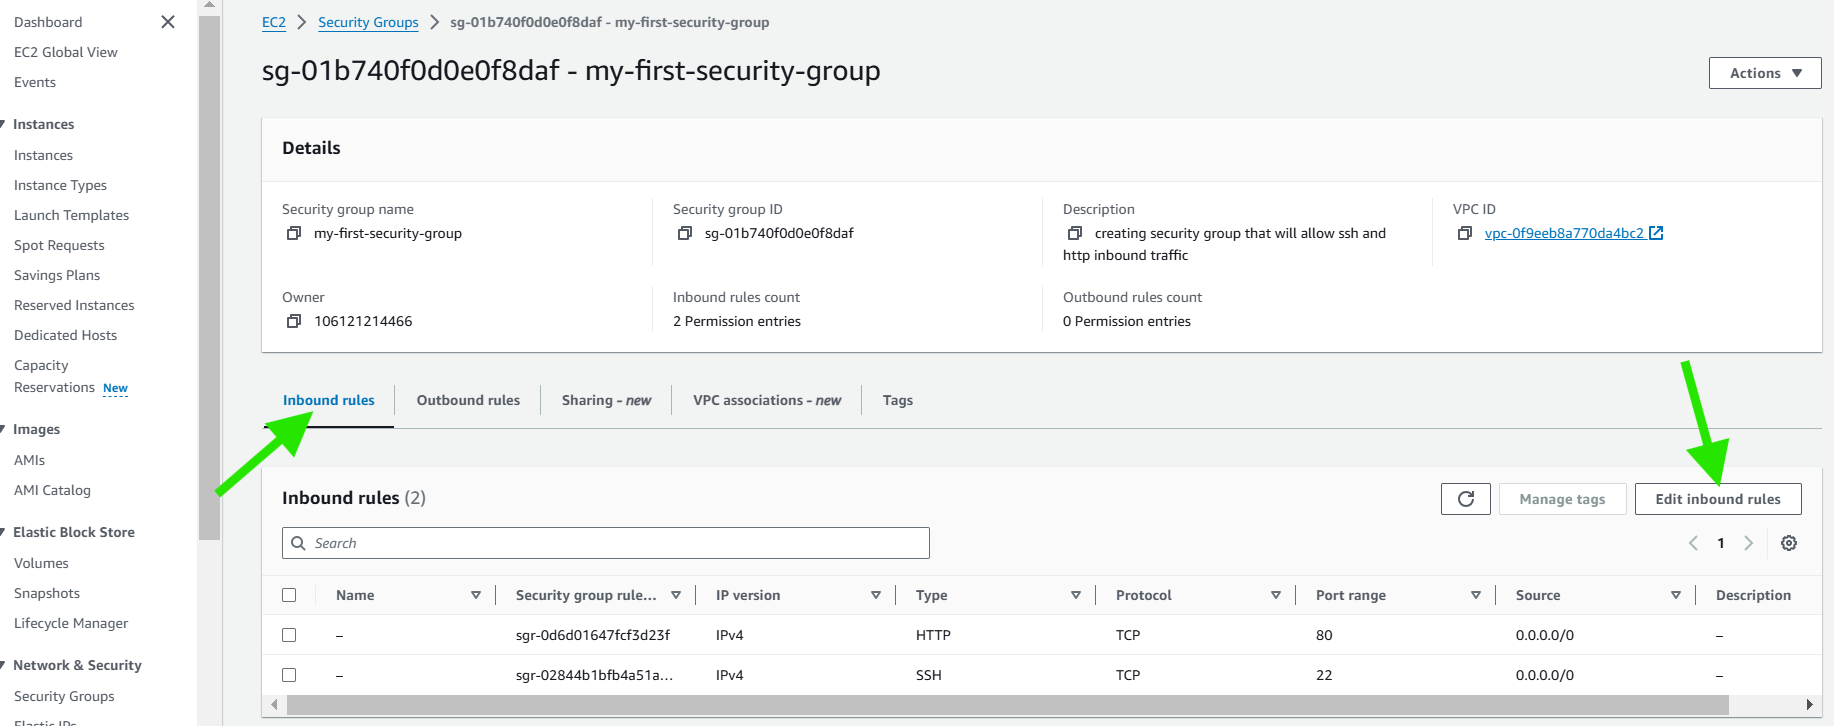 Dashboard
EC2 Global View
Events
Instances
Instances
Instance Types
Launch Templates
Spot Requests
Savings Plans
Reserved Instances
Dedicated Hosts
Capacity
Reservations New
Images
AMIs
AMI Catalog
Elastic Block Store
Volumes
Snapshots
Lifecycle Manager
Network & Security
Security Groups
Elastic IPs
EC2 > Security Groups > sg-01b740f0d0e0f8daf - my-first-security-group
sg-01b740f0d0e0f8daf - my-first-security-group
Actions
Details
Security group name
my-first-security-group
Security group ID
sg-01b740f0d0e0f8daf
Description
creating security group that will allow ssh and
http inbound traffic
VPC ID
vpc-0f9eeb8a770da4bc2
Owner
106121214466
Inbound rules count
2 Permission entries
Outbound rules count
0 Permission entries
Inbound rules Outbound rules Sharing - new VPC associations - new Tags
Inbound rules (2)
Manage tags Edit inbound rules
Search
1
Name Security group rule... IP version Type Protocol Port range Source Description
– sgr-0d6d01647fcf3d23f IPv4 HTTP TCP 80 0.0.0.0/0 –
– sgr-02844b1bfb4a51a... IPv4 SSH TCP 22 0.0.0.0/0 –